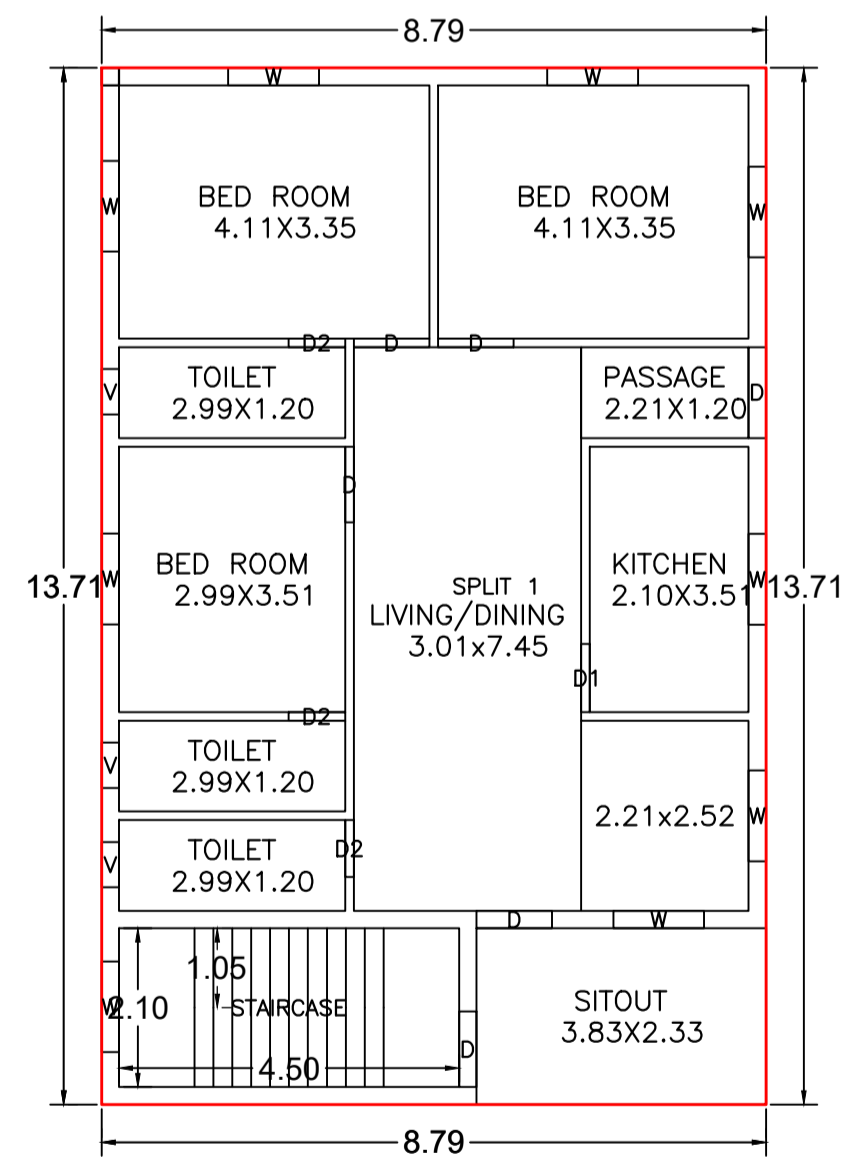 8.79
W
W
BED ROOM
4.11X3.35
BED ROOM
4.11X3.35
W
W
D2
D
D
TOILET
2.99X1.20
PASSAGE
2.21X1.20
V
D
D
BED ROOM
2.99X3.51
SPLIT 1
LIVING/DINING
3.01x7.45
KITCHEN
2.10X3.51
13.71
W
W
13.71
D1
D2
TOILET
2.99X1.20
V
2.21x2.52
W
TOILET
2.99X1.20
V
D2
D
W
1.05
W
2.10
STAIRCASE
SITOUT
3.83X2.33
D
4.50
8.79